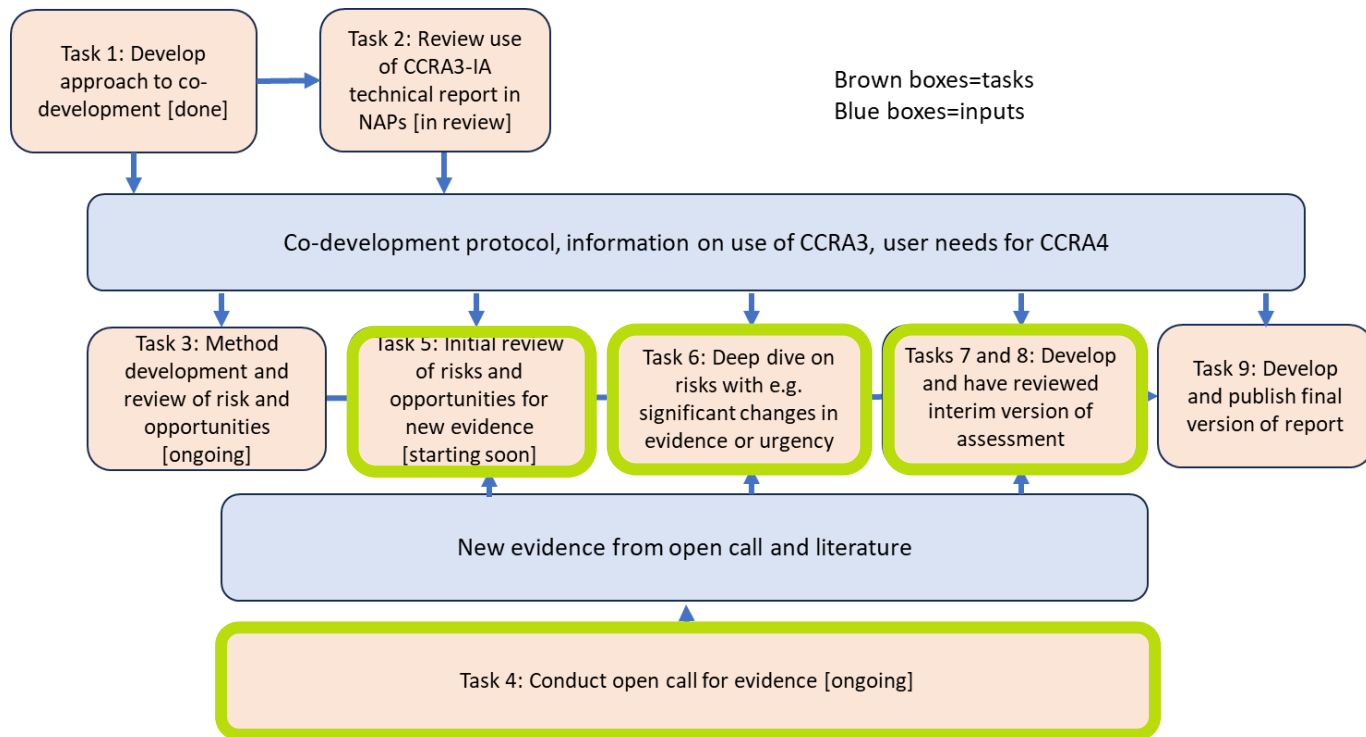 Task 1: Develop
approach to co-
development [done]
Task 2: Review use
of CCRA3-IA
technical report in
NAPs [in review]
Brown boxes=tasks
Blue boxes=inputs
Co-development protocol, information on use of CCRA3, user needs for CCRA4
Task 3: Method
development and
review of risk and
opportunities
[ongoing]
Task 5: Initial review
of risks and
opportunities for
new evidence
[starting soon]
Task 6: Deep dive on
risks with e.g.
significant changes in
evidence or urgency
Tasks 7 and 8: Develop
and have reviewed
interim version of
assessment
Task 9: Develop
and publish final
version of report
New evidence from open call and literature
Task 4: Conduct open call for evidence [ongoing]